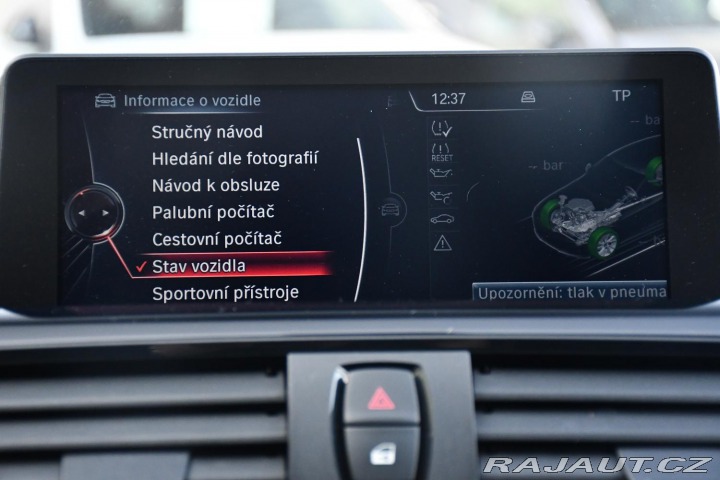 Informace o vozidle
12:37
TP
Stručný návod
Hledání dle fotografií
Návod k obsluze
Palubní počítač
Cestovní počítač
Stav vozidla
Sportovní přístroje
RESET
-- bar
-- bar
Upozornění: tlak v pneuma
RAJAUT.CZ